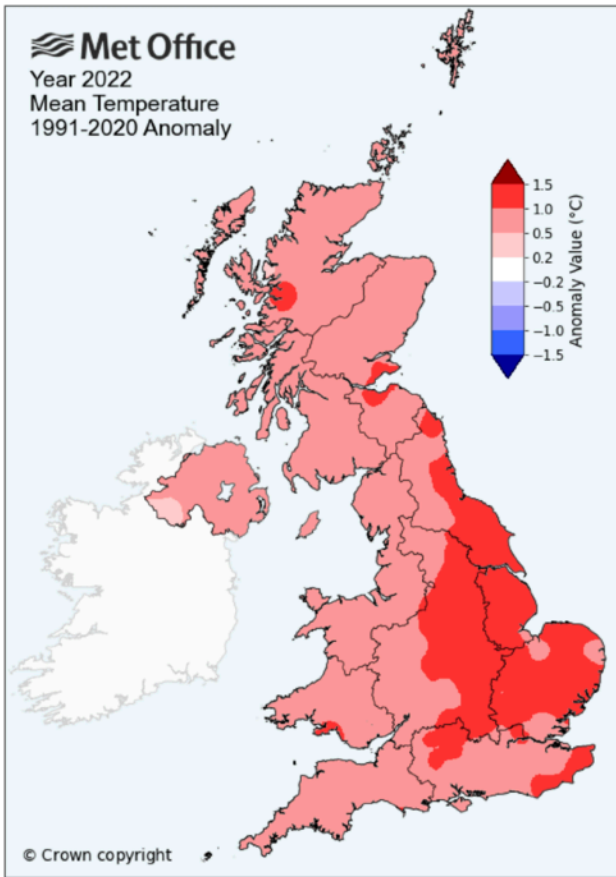 Met Office
Year 2022
Mean Temperature
1991-2020 Anomaly
1.5
1.0
0.5
0.2
−0.2
−0.5
−1.0
−1.5
Anomaly Value (°C)
© Crown copyright